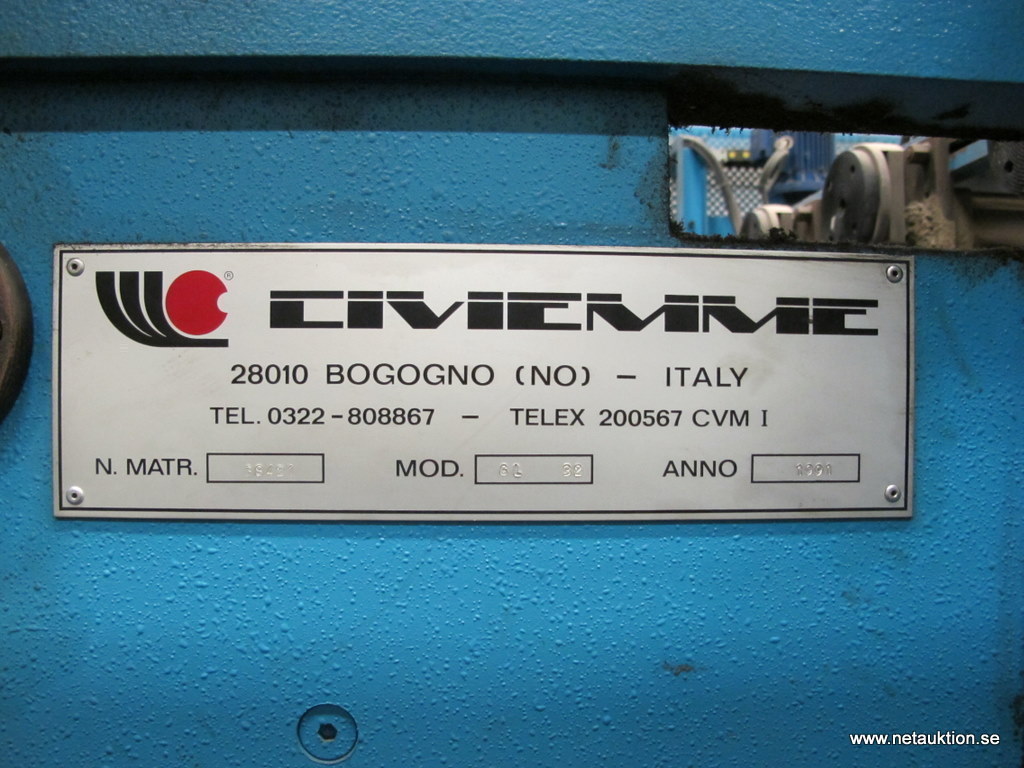 CIVIEMME ®
28010 BOGOGNO (NO) — ITALY
TEL. 0322-808867 — TELEX 200567 CVM I
N. MATR. MOD. ANNO
www.netauktion.se